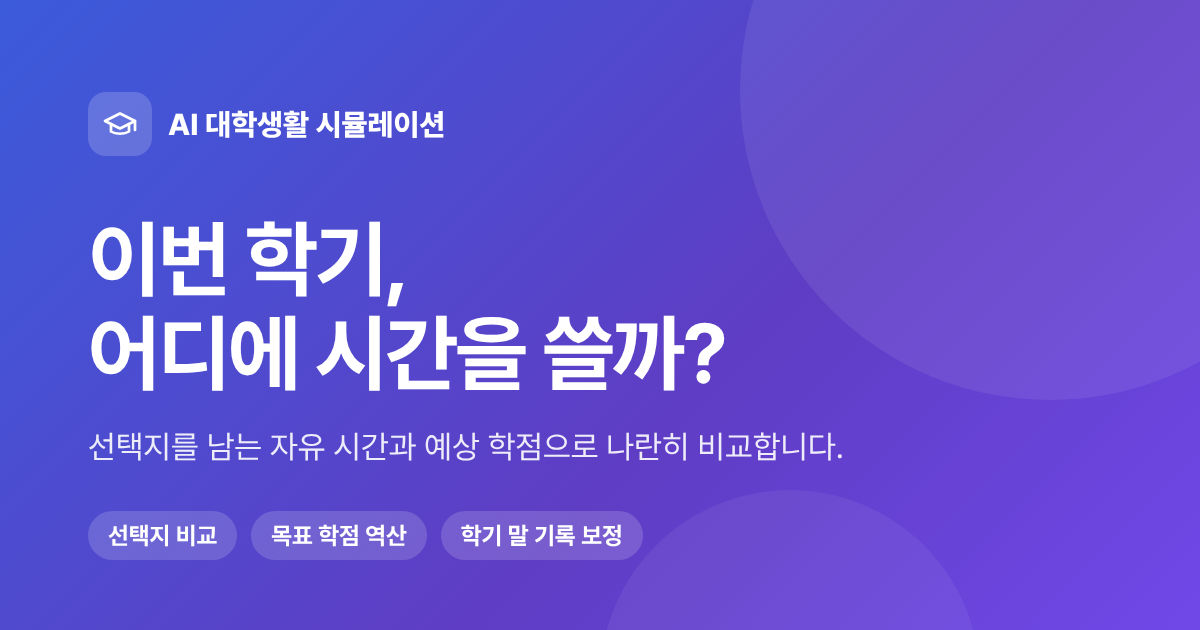 AI 대학생활 시뮬레이션
이번 학기,
어디에 시간을 쓸까?
선택지를 남는 자유 시간과 예상 학점으로 나란히 비교합니다.
선택지 비교
목표 학점 역산
학기 말 기록 보정